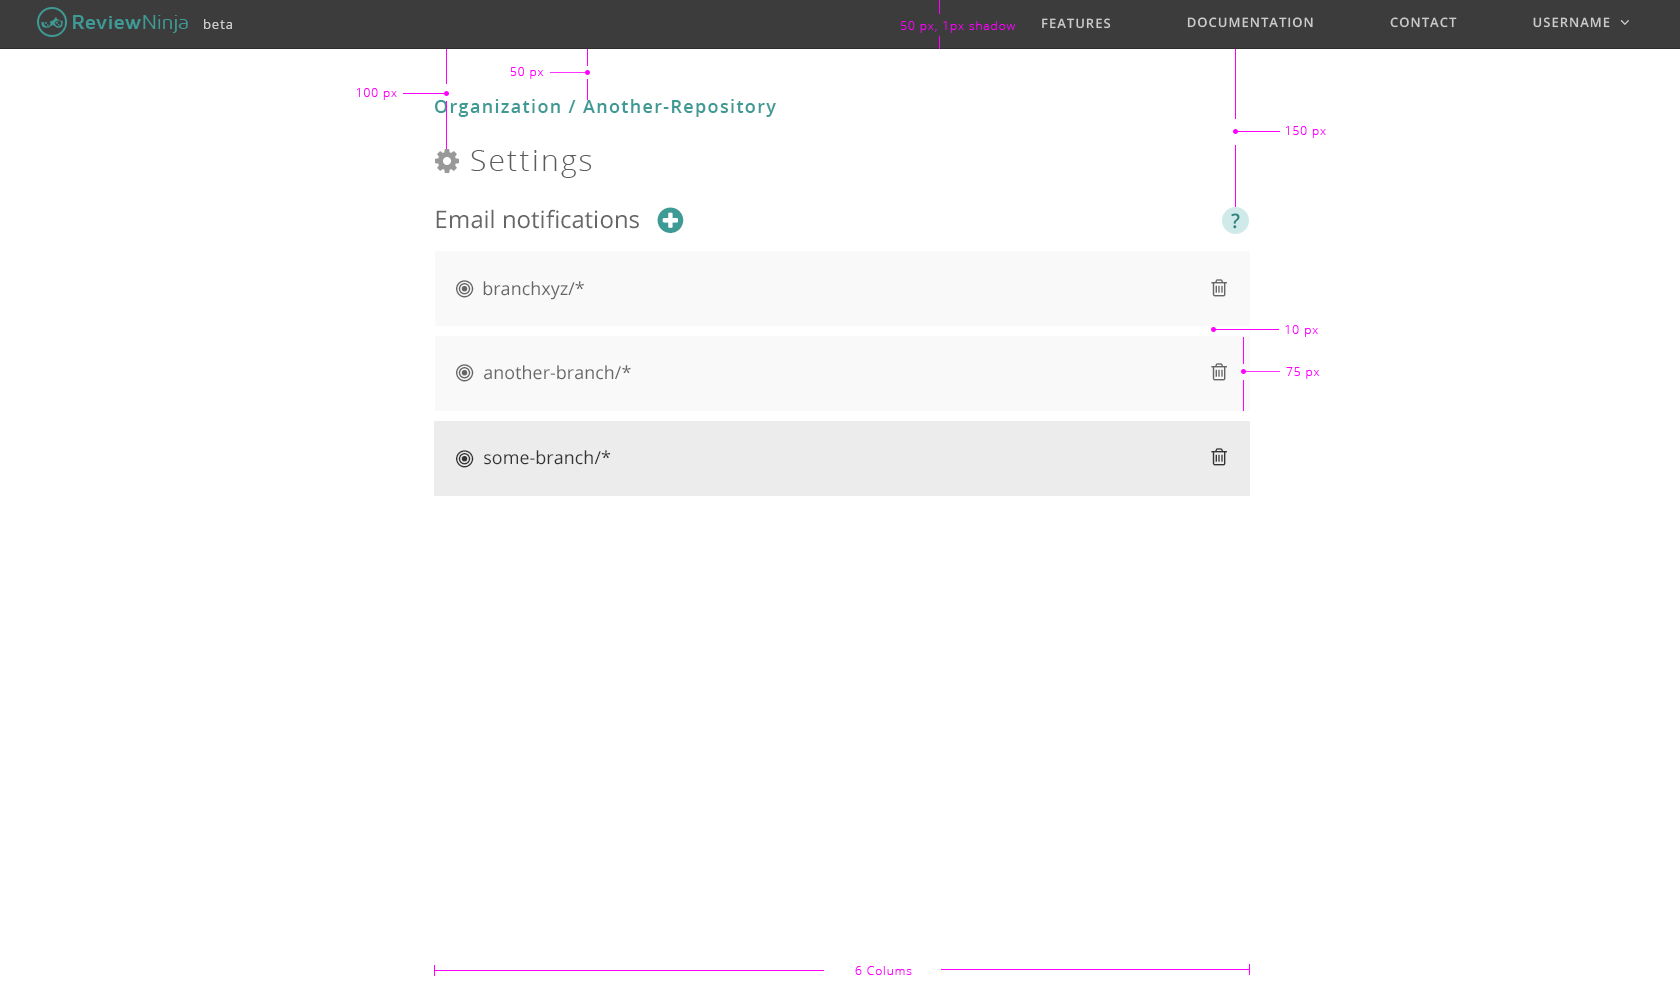 ReviewNinja beta 50 px, 1px shadow FEATURES DOCUMENTATION CONTACT USERNAME
50 px
100 px
Organization / Another-Repository
150 px
Settings
Email notifications ?
branchxyz/*
10 px
another-branch/* 75 px
some-branch/*
6 Colums